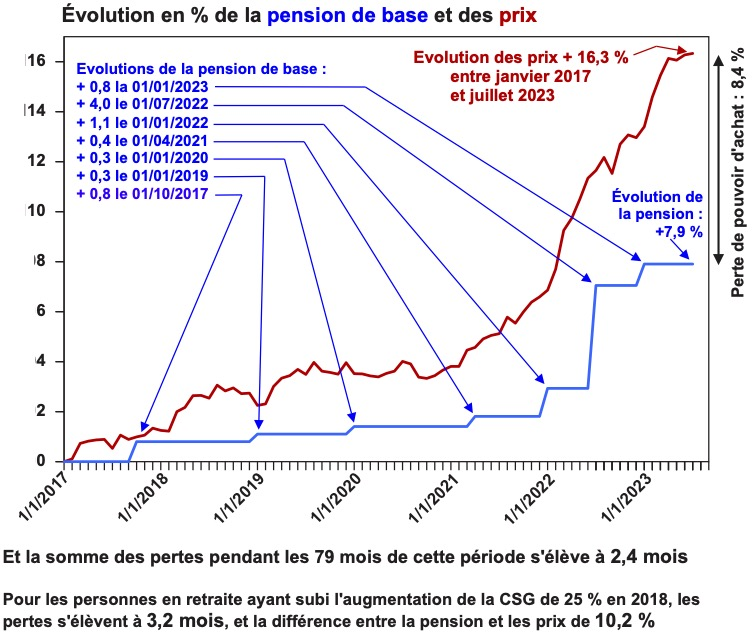 Évolution en % de la pension de base et des prix
16
14
12
10
8
6
4
2
0
Evolutions de la pension de base :
+ 0,8 la 01/01/2023
+ 4,0 le 01/07/2022
+ 1,1 le 01/01/2022
+ 0,4 le 01/04/2021
+ 0,3 le 01/01/2020
+ 0,3 le 01/01/2019
+ 0,8 le 01/10/2017
Evolution des prix + 16,3 %
entre janvier 2017
et juillet 2023
Évolution de
la pension :
+7,9 %
Perte de pouvoir d'achat : 8,4 %
1/1/2017
1/1/2018
1/1/2019
1/1/2020
1/1/2021
1/1/2022
1/1/2023
Et la somme des pertes pendant les 79 mois de cette période s'élève à 2,4 mois
Pour les personnes en retraite ayant subi l'augmentation de la CSG de 25 % en 2018, les
pertes s'élèvent à 3,2 mois, et la différence entre la pension et les prix de 10,2 %